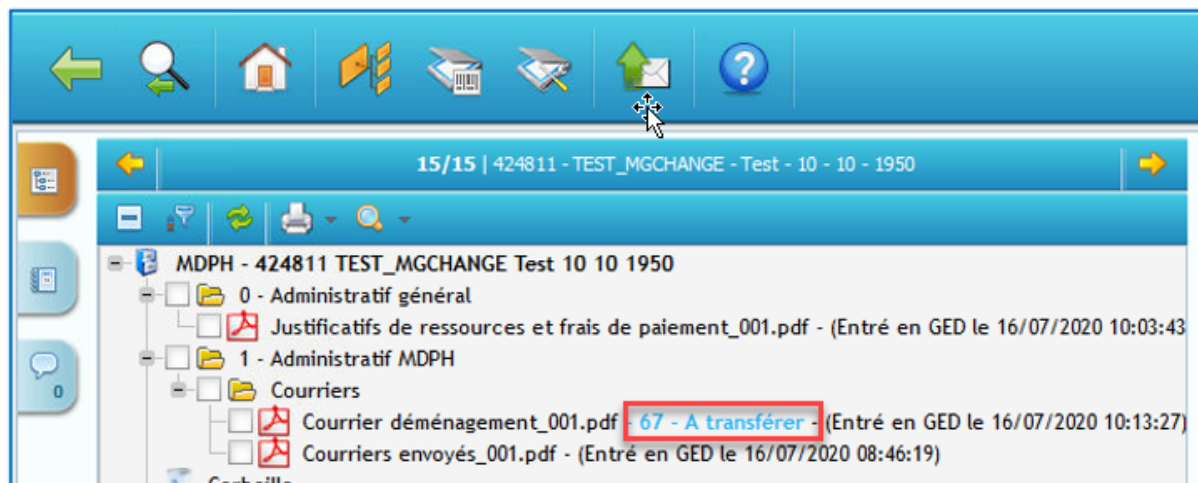 15/15 | 424811 - TEST_MGCHANGE - Test - 10 - 10 - 1950
MDPH - 424811 TEST_MGCHANGE Test 10 10 1950
0 - Administratif général
Justificatifs de ressources et frais de paiement_001.pdf - (Entré en GED le 16/07/2020 10:03:43
1 - Administratif MDPH
Courriers
0
Courrier déménagement_001.pdf - 67 - A transférer - (Entré en GED le 16/07/2020 10:13:27)
Courriers envoyés_001.pdf - (Entré en GED le 16/07/2020 08:46:19)